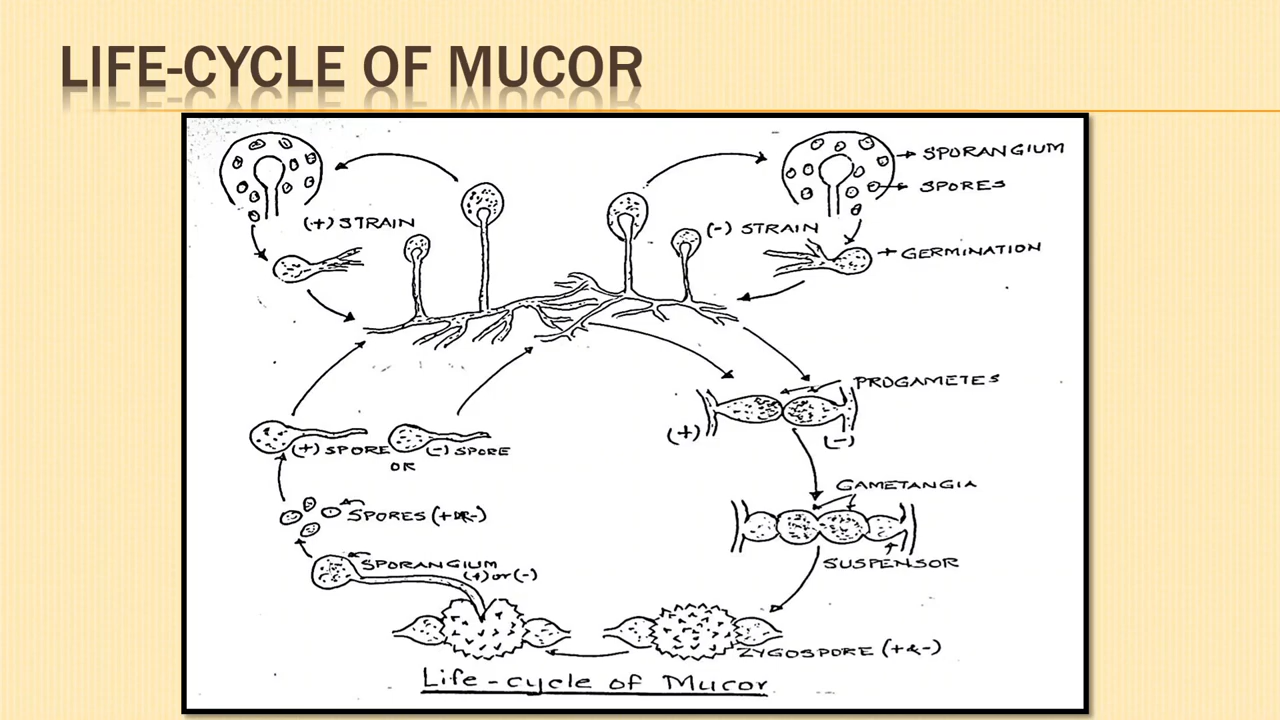 LIFE-CYCLE OF MUCOR
SPORANGIUM
SPORES
(+) STRAIN
(-) STRAIN
GERMINATION
PROGAMETES
(+)
(-)
(+) SPORE
OR
(-) SPORE
GAMETANGIA
SPORES (+OR-)
SUSPENSOR
SPORANGIUM
(+) or (-)
ZYGOSPORE (+&-)
Life-cycle of Mucor